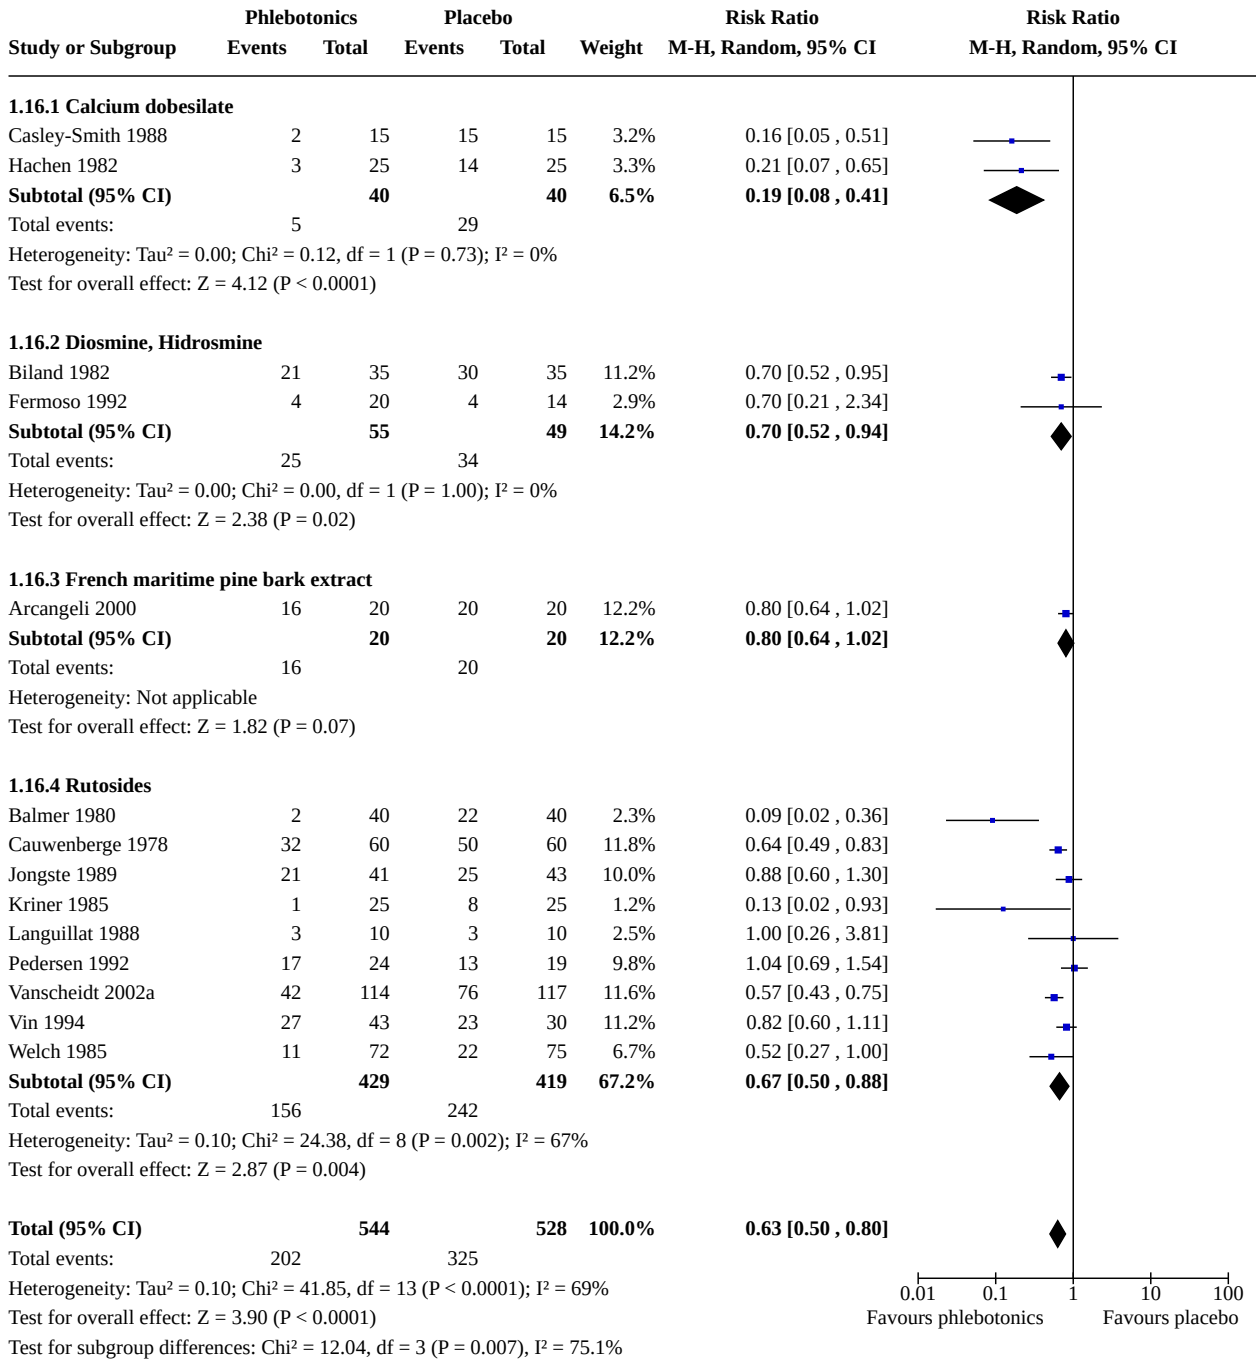 Phlebotonics Placebo Risk Ratio Risk Ratio
Study or Subgroup Events Total Events Total Weight M-H, Random, 95% CI M-H, Random, 95% CI
1.16.1 Calcium dobesilate
Casley-Smith 1988 2 15 15 15 3.2% 0.16 [0.05 , 0.51]
Hachen 1982 3 25 14 25 3.3% 0.21 [0.07 , 0.65]
Subtotal (95% CI) 40 40 6.5% 0.19 [0.08 , 0.41]
Total events: 5 29
Heterogeneity: Tau² = 0.00; Chi² = 0.12, df = 1 (P = 0.73); I² = 0%
Test for overall effect: Z = 4.12 (P < 0.0001)
1.16.2 Diosmine, Hidrosmine
Biland 1982 21 35 30 35 11.2% 0.70 [0.52 , 0.95]
Fermoso 1992 4 20 4 14 2.9% 0.70 [0.21 , 2.34]
Subtotal (95% CI) 55 49 14.2% 0.70 [0.52 , 0.94]
Total events: 25 34
Heterogeneity: Tau² = 0.00; Chi² = 0.00, df = 1 (P = 1.00); I² = 0%
Test for overall effect: Z = 2.38 (P = 0.02)
1.16.3 French maritime pine bark extract
Arcangeli 2000 16 20 20 20 12.2% 0.80 [0.64 , 1.02]
Subtotal (95% CI) 20 20 12.2% 0.80 [0.64 , 1.02]
Total events: 16 20
Heterogeneity: Not applicable
Test for overall effect: Z = 1.82 (P = 0.07)
1.16.4 Rutosides
Balmer 1980 2 40 22 40 2.3% 0.09 [0.02 , 0.36]
Cauwenberge 1978 32 60 50 60 11.8% 0.64 [0.49 , 0.83]
Jongste 1989 21 41 25 43 10.0% 0.88 [0.60 , 1.30]
Kriner 1985 1 25 8 25 1.2% 0.13 [0.02 , 0.93]
Languillat 1988 3 10 3 10 2.5% 1.00 [0.26 , 3.81]
Pedersen 1992 17 24 13 19 9.8% 1.04 [0.69 , 1.54]
Vanscheidt 2002a 42 114 76 117 11.6% 0.57 [0.43 , 0.75]
Vin 1994 27 43 23 30 11.2% 0.82 [0.60 , 1.11]
Welch 1985 11 72 22 75 6.7% 0.52 [0.27 , 1.00]
Subtotal (95% CI) 429 419 67.2% 0.67 [0.50 , 0.88]
Total events: 156 242
Heterogeneity: Tau² = 0.10; Chi² = 24.38, df = 8 (P = 0.002); I² = 67%
Test for overall effect: Z = 2.87 (P = 0.004)
Total (95% CI) 544 528 100.0% 0.63 [0.50 , 0.80]
Total events: 202 325
Heterogeneity: Tau² = 0.10; Chi² = 41.85, df = 13 (P < 0.0001); I² = 69%
0.01 0.1 1 10 100
Test for overall effect: Z = 3.90 (P < 0.0001)
Favours phlebotonics Favours placebo
Test for subgroup differences: Chi² = 12.04, df = 3 (P = 0.007), I² = 75.1%